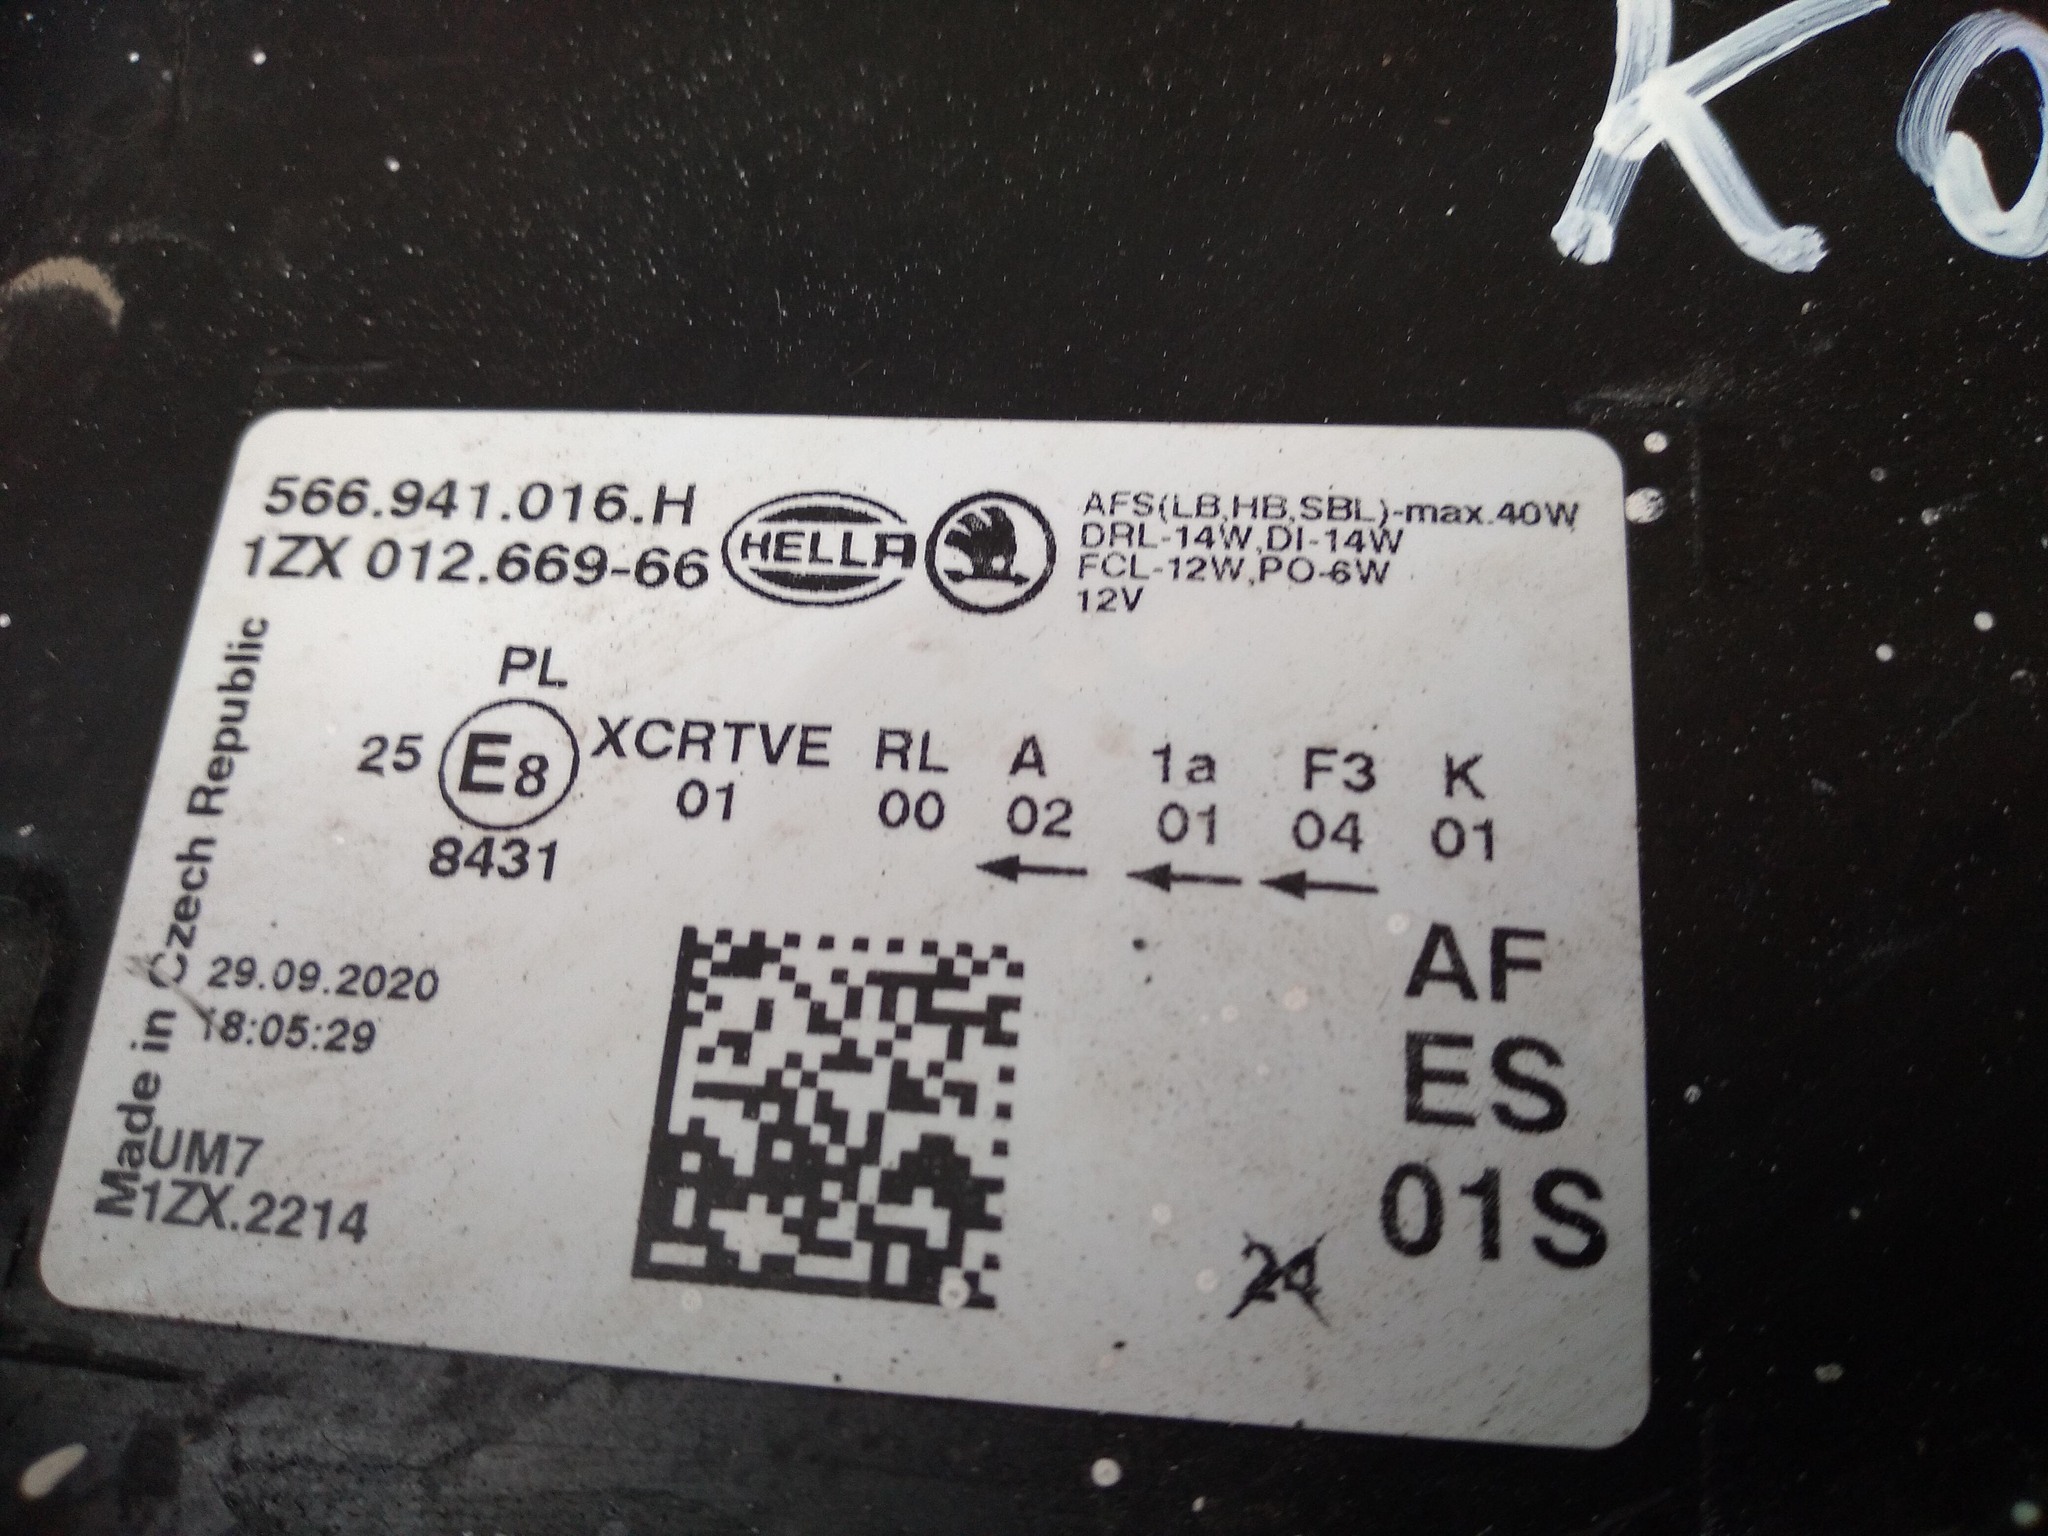 KO
566.941.016.H
1ZX 012.669-66
HELLA
AFS(LB,HB,SBL)-max.40W
DRL-14W,DI-14W
FCL-12W,PO-6W
12V
Made in Czech Republic
PL
25 E8 XCRTVE RL A 1a F3 K
01 00 02 01 04 01
8431
29.09.2020
18:05:29
UM7
1ZX.2214
AF
ES
01S